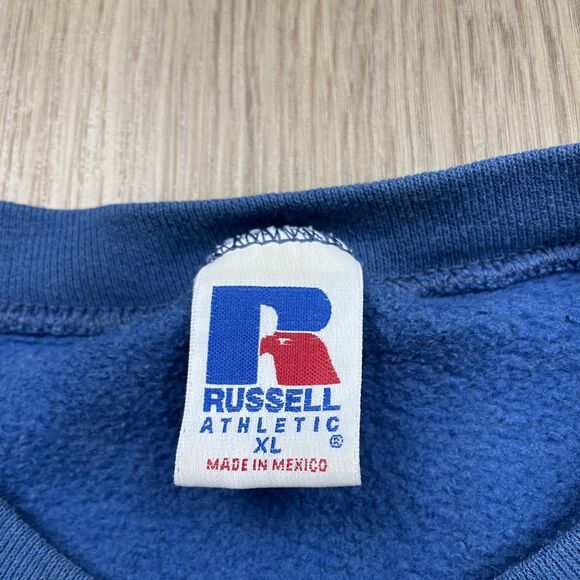 R
RUSSELL
ATHLETIC
XL ®
MADE IN MEXICO